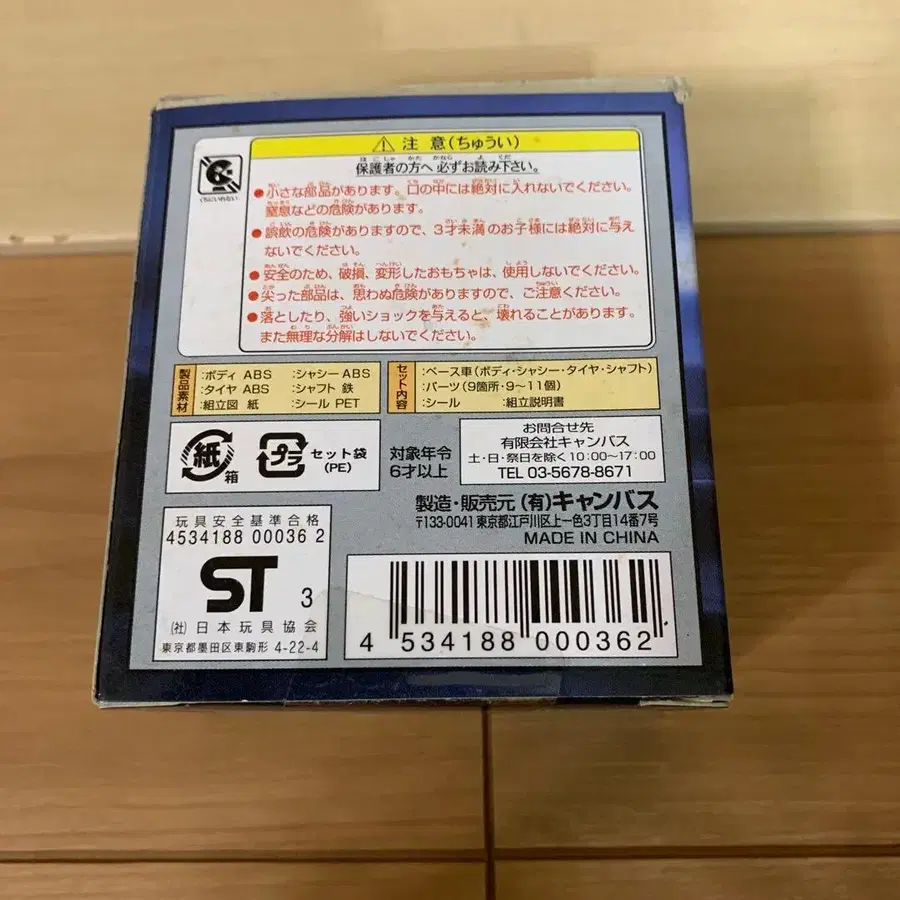 ⚠ 注意(ちゅうい)
保護者の方へ必ずお読み下さい。
くちにいれない
●小さな部品があります。口の中には絶対に入れないでください。
窒息などの危険があります。
●誤飲の危険がありますので、3才未満のお子様には絶対に与え
ないでください。
●安全のため、破損、変形したおもちゃは、使用しないでください。
●尖った部品は、思わぬ危険がありますので、ご注意ください。
●落としたり、強いショックを与えると、壊れることがあります。
また無理な分解はしないでください。
製品素材
:ボディ ABS :シャシー ABS
:タイヤ ABS :シャフト 鉄
:組立図 紙 :シール PET
セット内容
:ベース車(ボディ・シャシー・タイヤ・シャフト)
:パーツ(9箇所・9〜11個)
:シール :組立説明書
紙 箱
プラ セット袋
(PE)
対象年令
6才以上
お問合せ先
有限会社キャンバス
土・日・祭日を除く10:00〜17:00
TEL 03-5678-8671
製造・販売元 (有)キャンバス
〒133-0041 東京都江戸川区上一色3丁目14番7号
MADE IN CHINA
玩具安全基準合格
4534188 00036 2
ST 3
(社)日本玩具協会
東京都墨田区東駒形 4-22-4
4 534188 000362